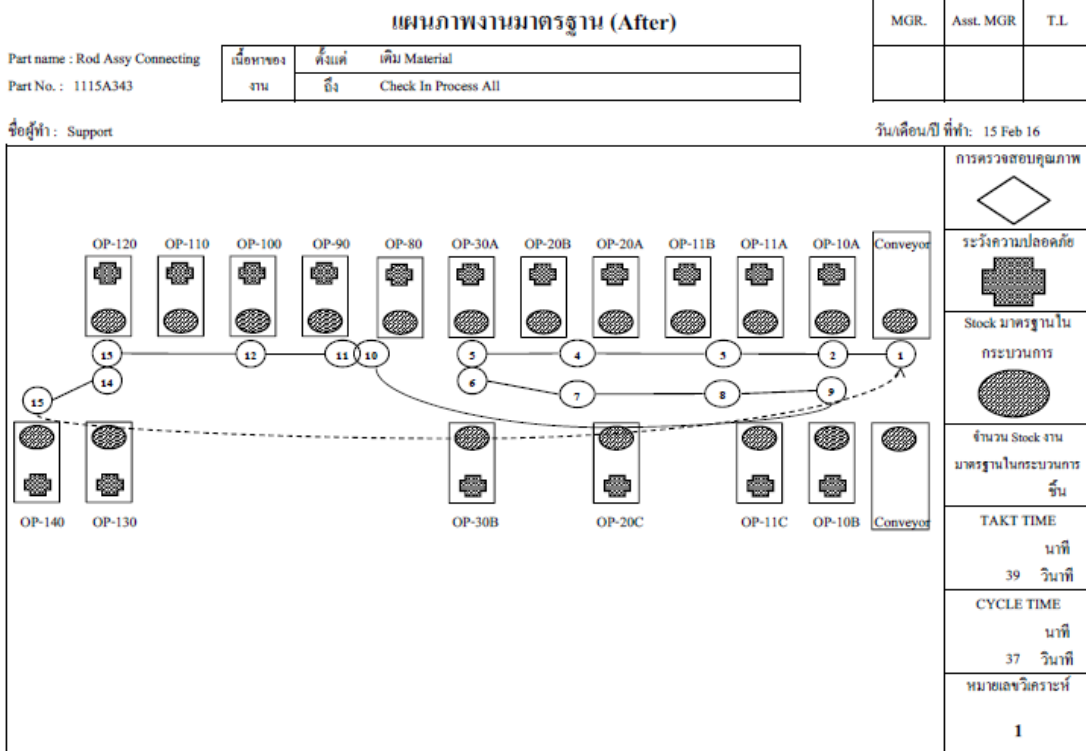 แผนภาพงานมาตรฐาน (After)
MGR. Asst. MGR T.L
Part name : Rod Assy Connecting
เนื้อหาของ ตั้งแต่ เติม Material
Part No. : 1115A343
งาน ถึง Check In Process All
ชื่อผู้ทำ : Support
วัน/เดือน/ปี ที่ทำ: 15 Feb 16
การตรวจสอบคุณภาพ
OP-120 OP-110 OP-100 OP-90 OP-80 OP-30A OP-20B OP-20A OP-11B OP-11A OP-10A Conveyor
ระวังความปลอดภัย
Stock มาตรฐานใน
กระบวนการ
13 12 11 10 5 4 3 2 1
14 6 7 8 9
15
จำนวน Stock งาน
มาตรฐานในกระบวนการ
ชิ้น
OP-140 OP-130 OP-30B OP-20C OP-11C OP-10B Conveyor
TAKT TIME
นาที
39 วินาที
CYCLE TIME
นาที
37 วินาที
หมายเลขวิเคราะห์
1